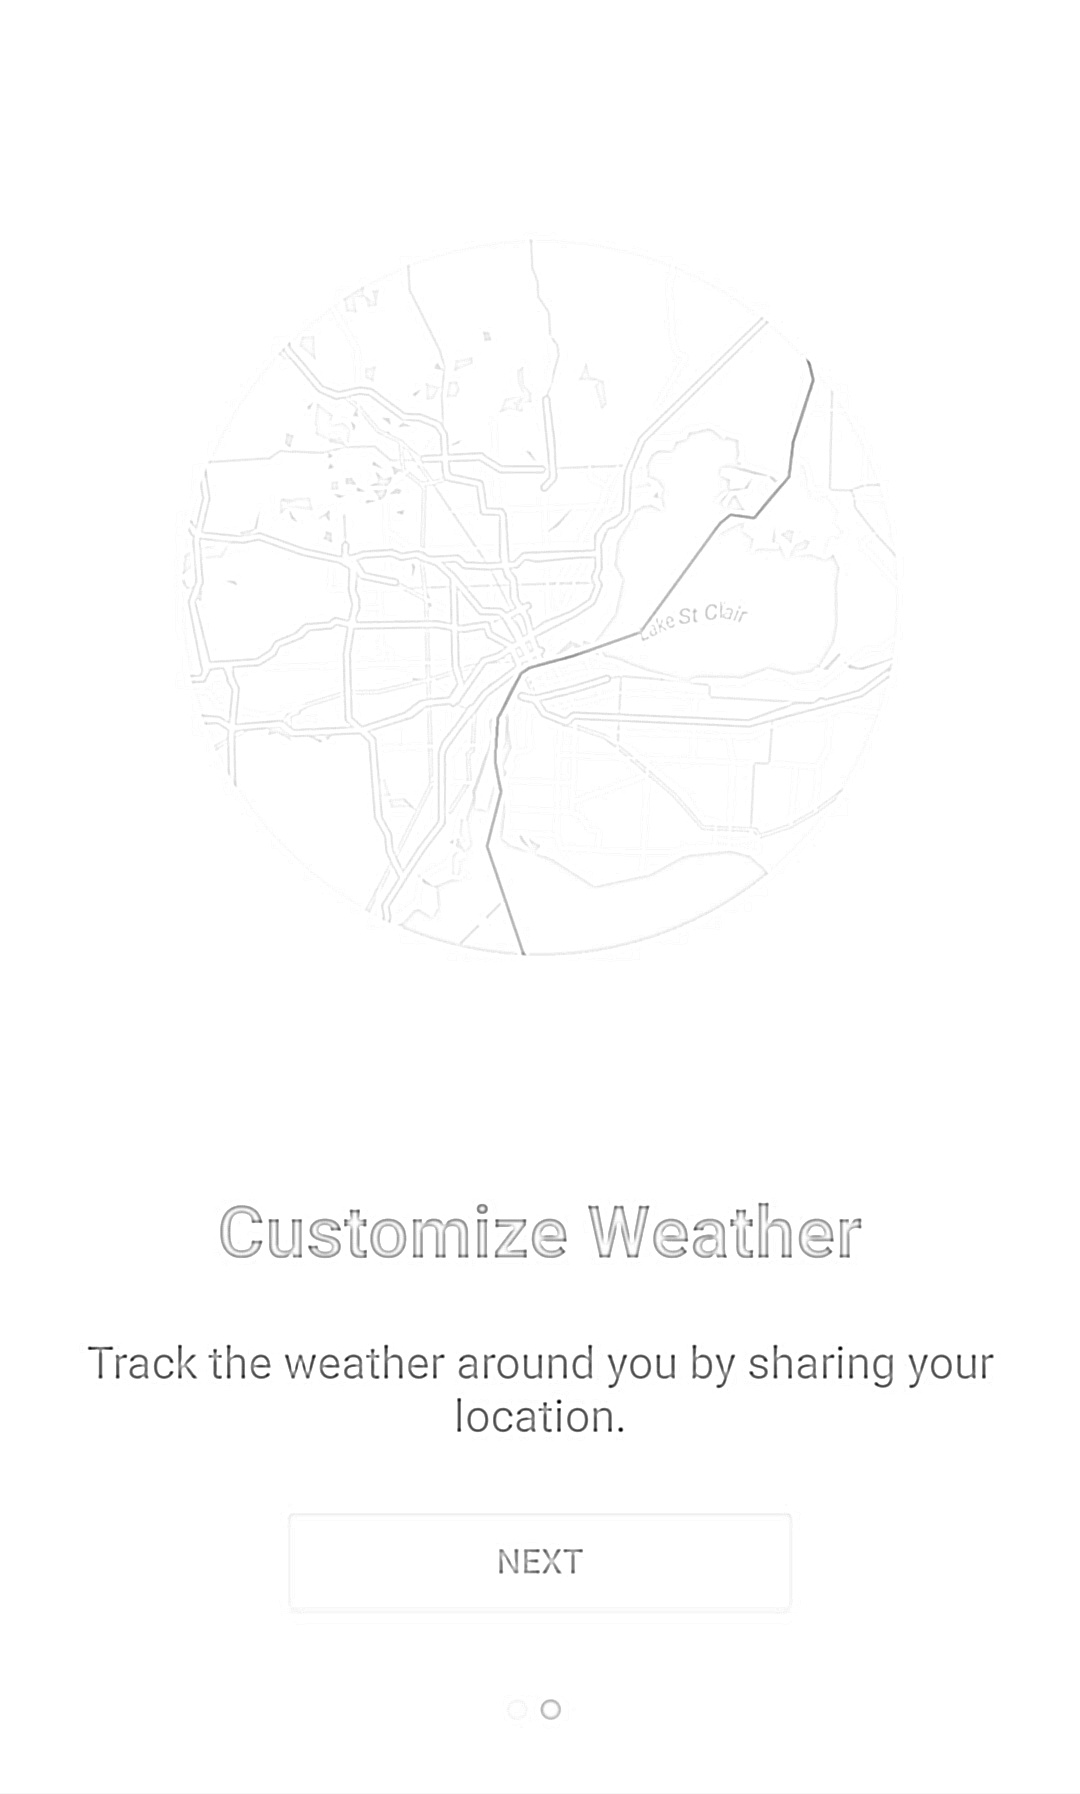 Lake St Clair
Customize Weather
Track the weather around you by sharing your
location.
NEXT